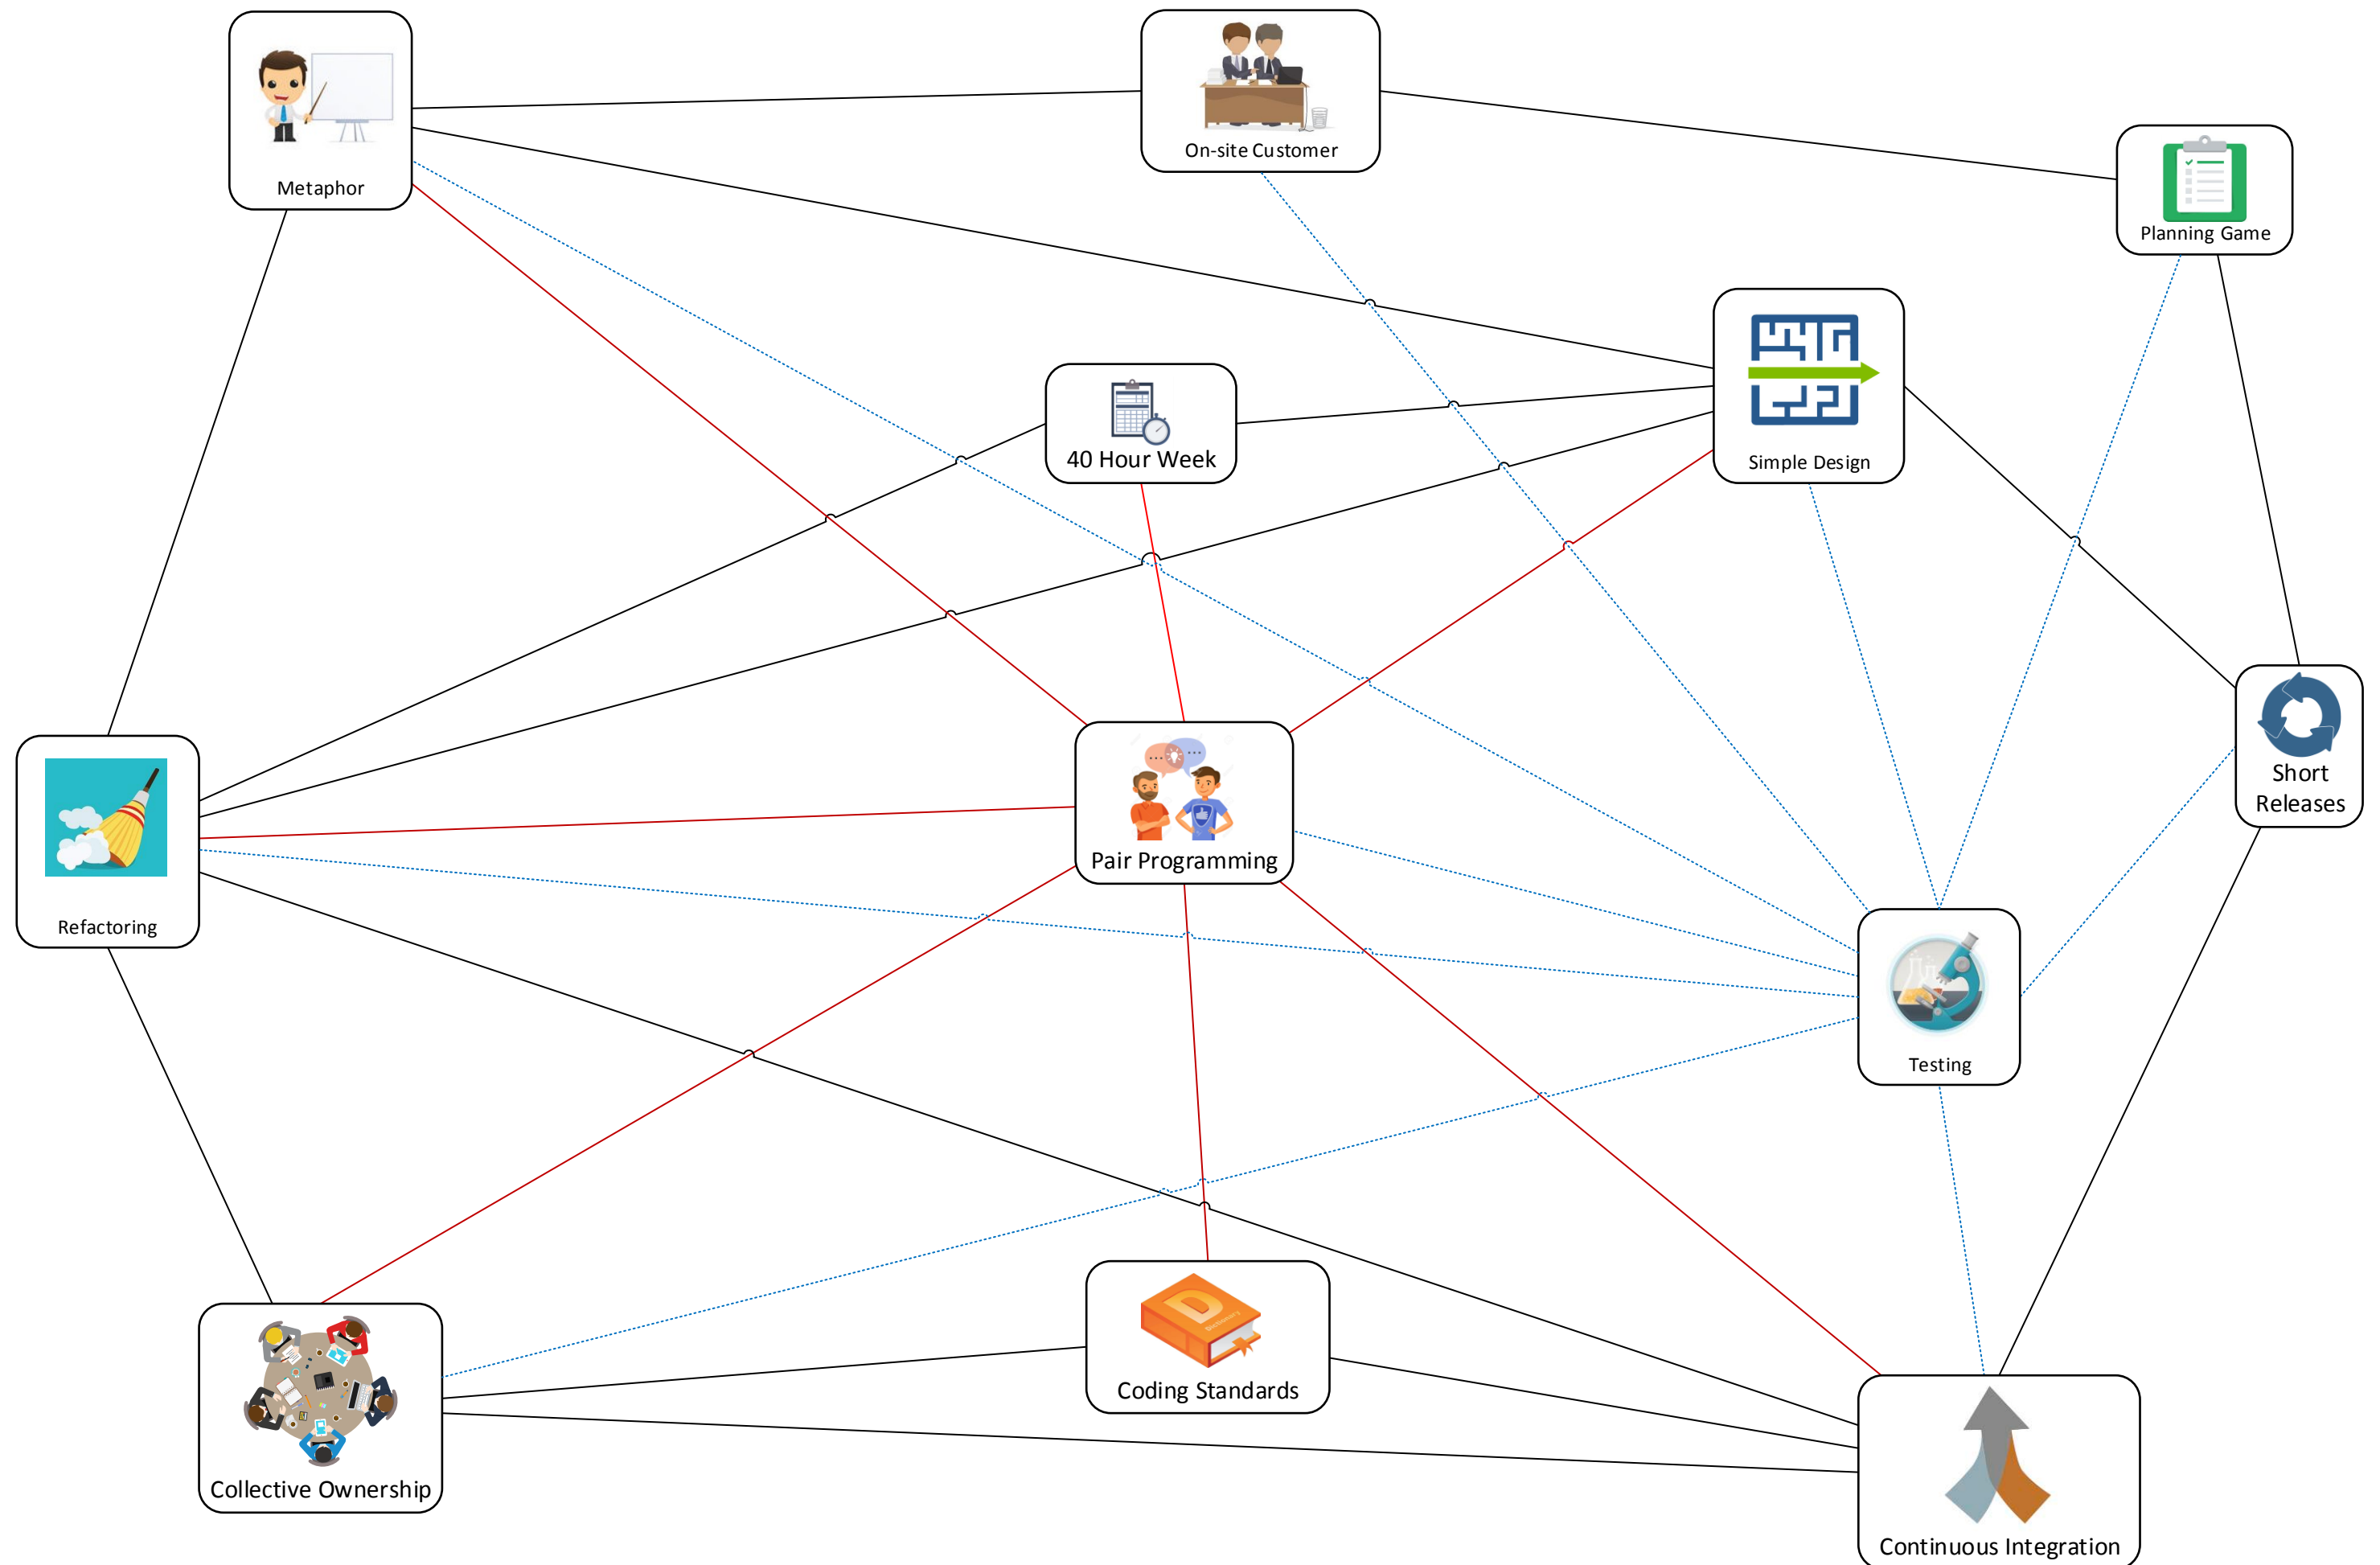 On-site Customer
Metaphor
Planning Game
40 Hour Week
Simple Design
Short
Releases
Pair Programming
Refactoring
Testing
D
Dictionary
Coding Standards
Collective Ownership
Continuous Integration